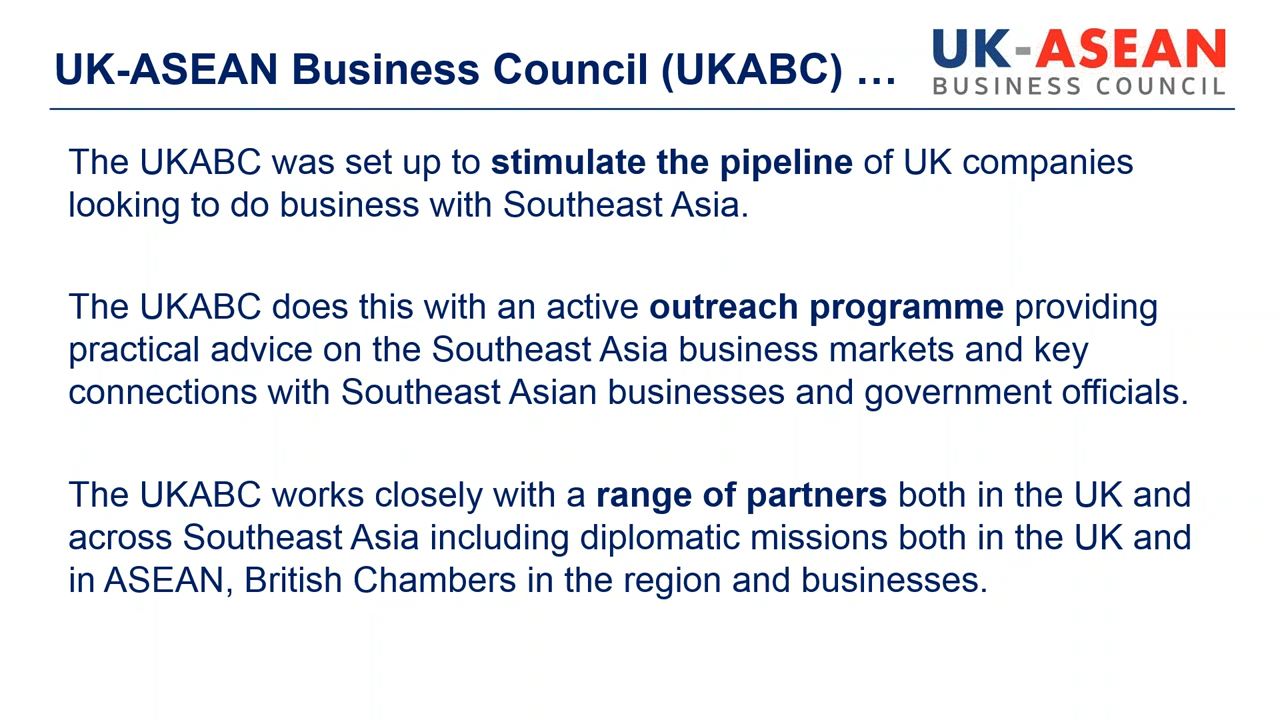 UK-ASEAN Business Council (UKABC) …
UK-ASEAN
BUSINESS COUNCIL
The UKABC was set up to stimulate the pipeline of UK companies
looking to do business with Southeast Asia.
The UKABC does this with an active outreach programme providing
practical advice on the Southeast Asia business markets and key
connections with Southeast Asian businesses and government officials.
The UKABC works closely with a range of partners both in the UK and
across Southeast Asia including diplomatic missions both in the UK and
in ASEAN, British Chambers in the region and businesses.